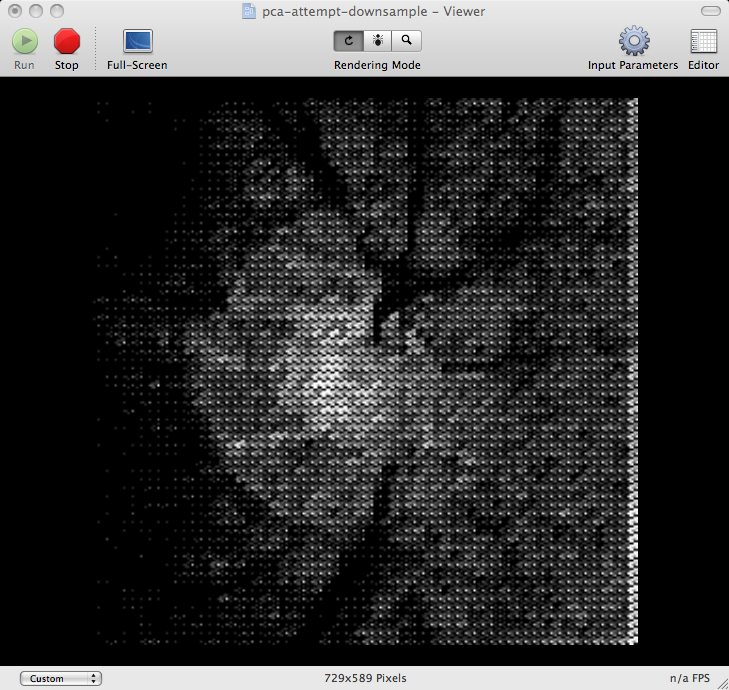 pca-attempt-downsample – Viewer
Run Stop Full-Screen Rendering Mode Input Parameters Editor
Custom 729x589 Pixels n/a FPS